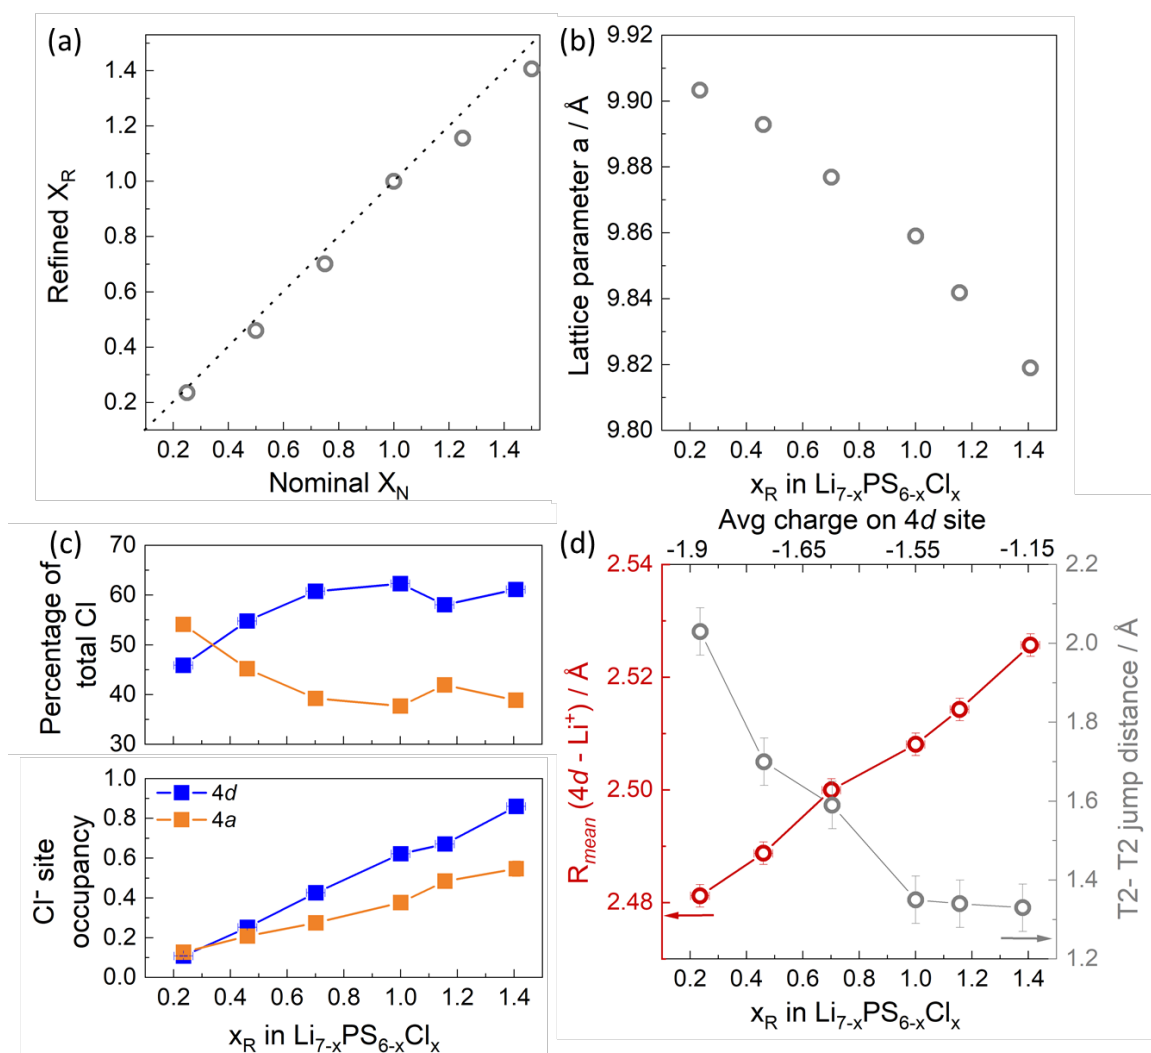 (a)
1.4
1.2
1.0
0.8
0.6
0.4
0.2
Refined X_R
0.2 0.4 0.6 0.8 1.0 1.2 1.4
Nominal X_N
(b)
9.92
9.90
9.88
9.86
9.84
9.82
9.80
Lattice parameter a / Å
0.2 0.4 0.6 0.8 1.0 1.2 1.4
x_R in Li_7-xPS_6-xCl_x
(c)
70
60
50
40
30
Percentage of
total Cl
1.0
0.8
0.6
0.4
0.2
0.0
4d
4a
Cl⁻ site
occupancy
0.2 0.4 0.6 0.8 1.0 1.2 1.4
x_R in Li_7-xPS_6-xCl_x
Avg charge on 4d site
(d)
-1.9 -1.65 -1.55 -1.15
2.54
2.52
2.50
2.48
R_mean (4d - Li⁺) / Å
2.2
2.0
1.8
1.6
1.4
1.2
T2- T2 jump distance / Å
0.2 0.4 0.6 0.8 1.0 1.2 1.4
x_R in Li_7-xPS_6-xCl_x